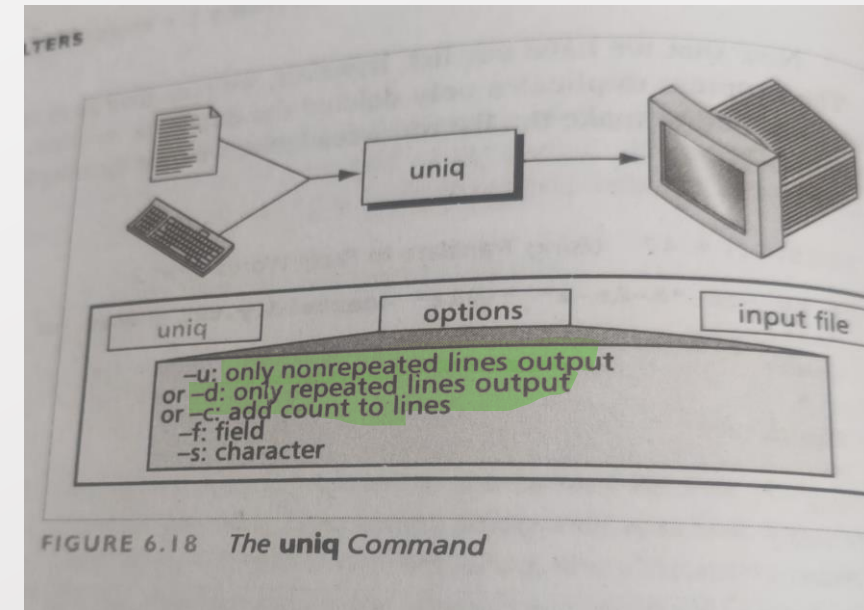 LTERS
uniq
uniq
options
input file
-u: only nonrepeated lines output
or -d: only repeated lines output
or -c: add count to lines
-f: field
-s: character
FIGURE 6.18 The uniq Command